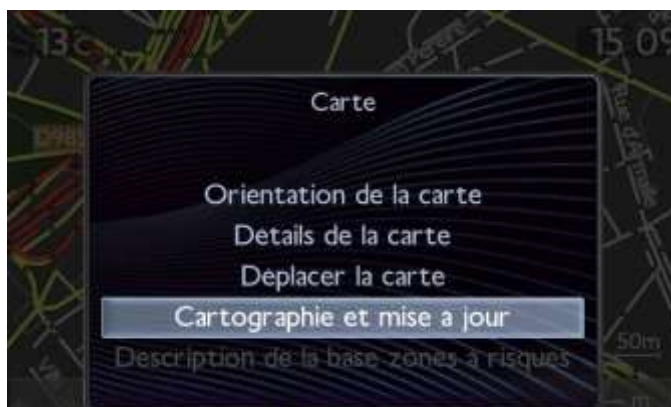 13
15 09
Carte
Orientation de la carte
Details de la carte
Deplacer la carte
Cartographie et mise a jour
50m
Description de la base zones à risques
m